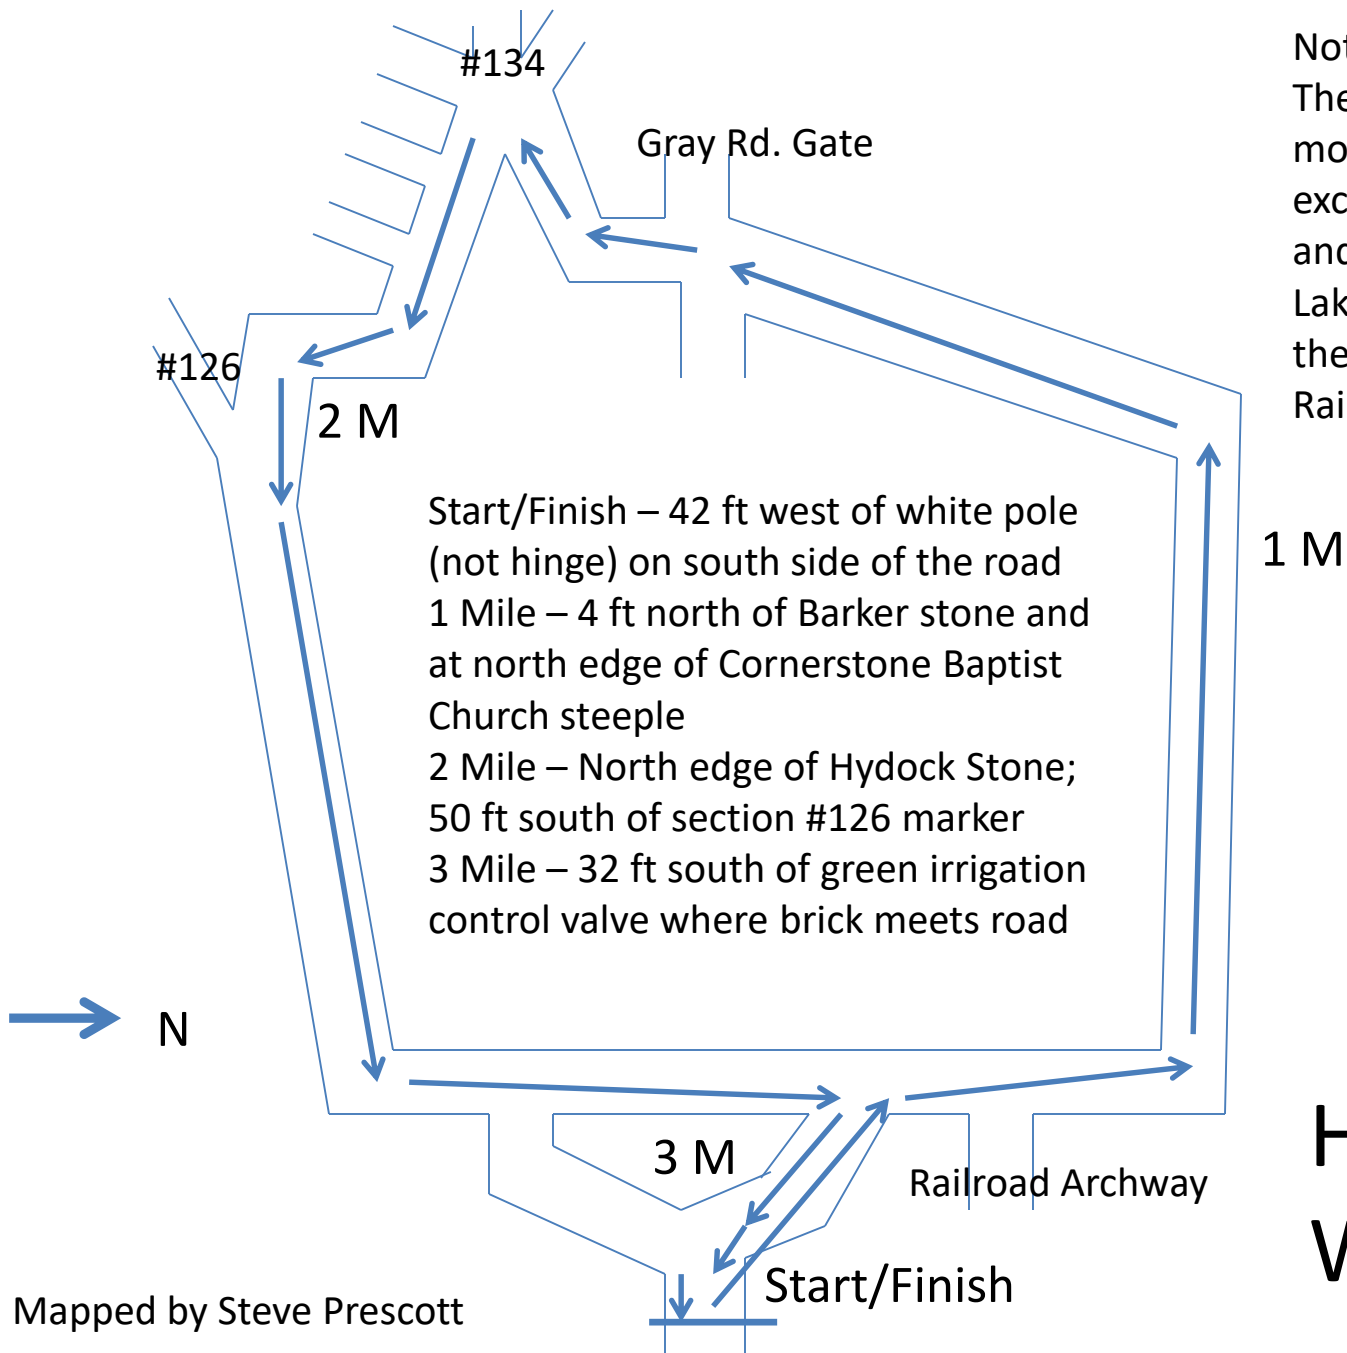 #134
Gray Rd. Gate
#126
2 M
1 M
Start/Finish – 42 ft west of white pole
(not hinge) on south side of the road
1 Mile – 4 ft north of Barker stone and
at north edge of Cornerstone Baptist
Church steeple
2 Mile – North edge of Hydock Stone;
50 ft south of section #126 marker
3 Mile – 32 ft south of green irrigation
control valve where brick meets road
N
3 M
Railroad Archway
Start/Finish
Mapped by Steve Prescott